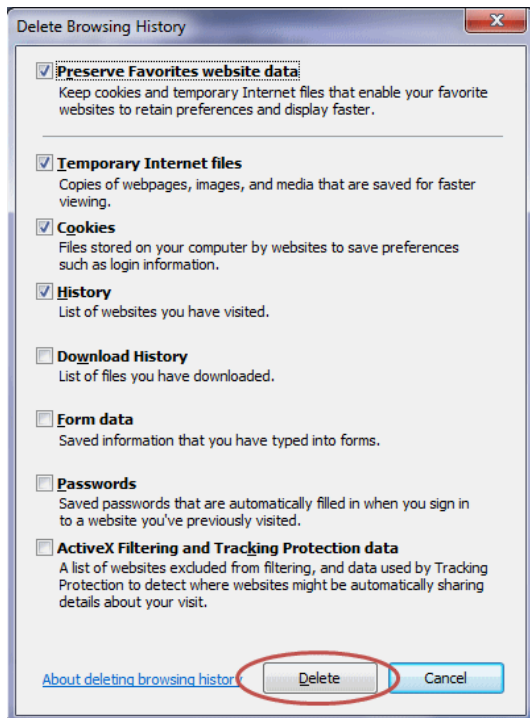 Delete Browsing History
Preserve Favorites website data
Keep cookies and temporary Internet files that enable your favorite
websites to retain preferences and display faster.
Temporary Internet files
Copies of webpages, images, and media that are saved for faster
viewing.
Cookies
Files stored on your computer by websites to save preferences
such as login information.
History
List of websites you have visited.
Download History
List of files you have downloaded.
Form data
Saved information that you have typed into forms.
Passwords
Saved passwords that are automatically filled in when you sign in
to a website you've previously visited.
ActiveX Filtering and Tracking Protection data
A list of websites excluded from filtering, and data used by Tracking
Protection to detect where websites might be automatically sharing
details about your visit.
About deleting browsing history Delete Cancel